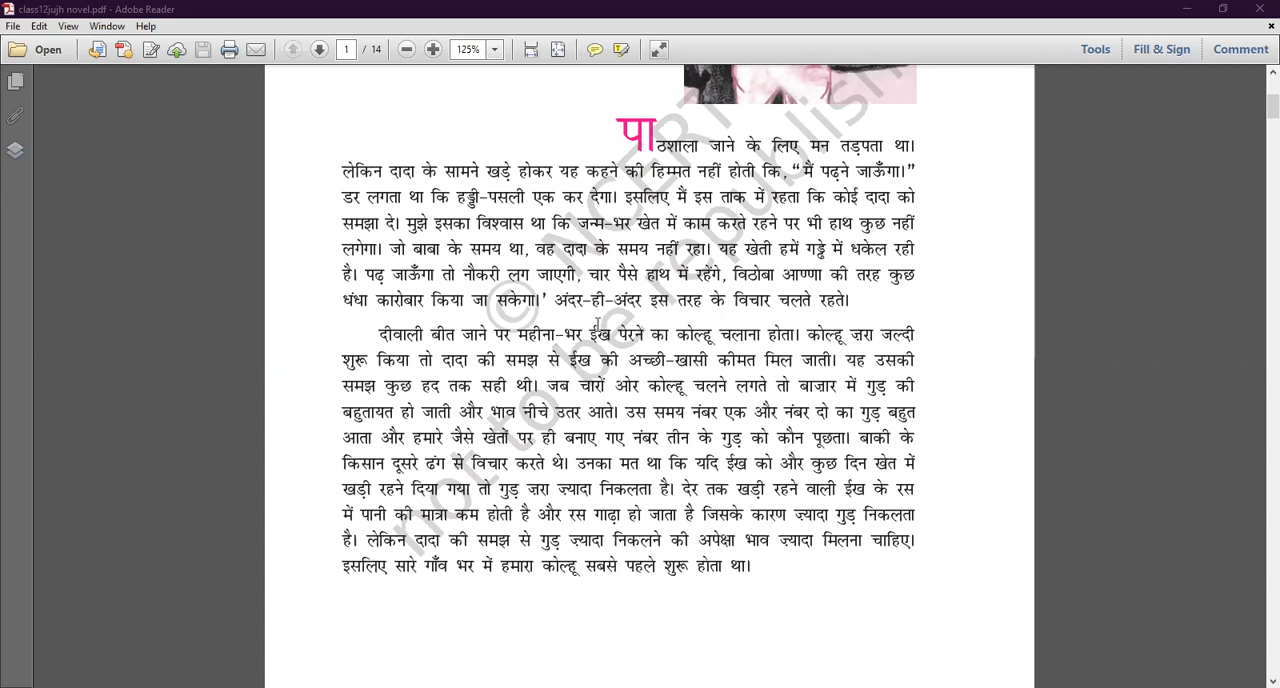 class12jujh novel.pdf - Adobe Reader
File Edit View Window Help
Open 1 / 14 125% Tools Fill & Sign Comment
पाठशाला जाने के लिए मन तड़पता था।
लेकिन दादा के सामने खड़े होकर यह कहने की हिम्मत नहीं होती कि, “मैं पढ़ने जाऊँगा।”
डर लगता था कि हड्डी-पसली एक कर देगा। इसलिए मैं इस ताक में रहता कि कोई दादा को
समझा दे। मुझे इसका विश्वास था कि जन्म-भर खेत में काम करते रहने पर भी हाथ कुछ नहीं
लगेगा। जो बाबा के समय था, वह दादा के समय नहीं रहा। यह खेती हमें गड्ढे में धकेल रही
है। पढ़ जाऊँगा तो नौकरी लग जाएगी, चार पैसे हाथ में रहेंगे, विठोबा आण्णा की तरह कुछ
धंधा कारोबार किया जा सकेगा।’ अंदर-ही-अंदर इस तरह के विचार चलते रहते।
दीवाली बीत जाने पर महीना-भर ईख पेरने का कोल्हू चलाना होता। कोल्हू ज़रा जल्दी
शुरू किया तो दादा की समझ से ईख की अच्छी-खासी कीमत मिल जाती। यह उसकी
समझ कुछ हद तक सही थी। जब चारों ओर कोल्हू चलने लगते तो बाज़ार में गुड़ की
बहुतायत हो जाती और भाव नीचे उतर आते। उस समय नंबर एक और नंबर दो का गुड़ बहुत
आता और हमारे जैसे खेतों पर ही बनाए गए नंबर तीन के गुड़ को कौन पूछता। बाकी के
किसान दूसरे ढंग से विचार करते थे। उनका मत था कि यदि ईख को और कुछ दिन खेत में
खड़ी रहने दिया गया तो गुड़ ज़रा ज़्यादा निकलता है। देर तक खड़ी रहने वाली ईख के रस
में पानी की मात्रा कम होती है और रस गाढ़ा हो जाता है जिसके कारण ज़्यादा गुड़ निकलता
है। लेकिन दादा की समझ से गुड़ ज़्यादा निकलने की अपेक्षा भाव ज़्यादा मिलना चाहिए।
इसलिए सारे गाँव भर में हमारा कोल्हू सबसे पहले शुरू होता था।
© NCERT
not to be republish